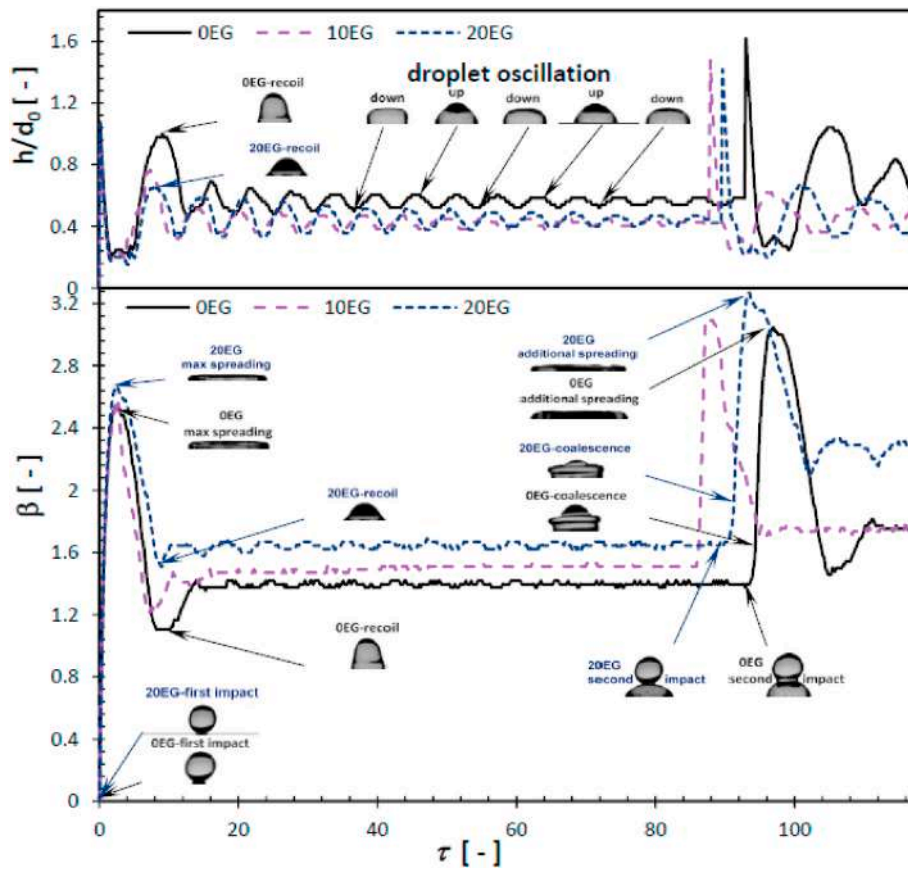 0EG 10EG 20EG
droplet oscillation
0EG-recoil
down up down up down
20EG-recoil
h/d0 [ - ]
1.6
1.2
0.8
0.4
0
0EG 10EG 20EG
20EG
max spreading
0EG
max spreading
20EG
additional spreading
0EG
additional spreading
20EG-coalescence
0EG-coalescence
20EG-recoil
0EG-recoil
20EG
second impact
0EG
second impact
20EG-first impact
0EG-first impact
β [ - ]
3.2
2.8
2.4
2.0
1.6
1.2
0.8
0.4
0
0 20 40 60 80 100
τ [ - ]